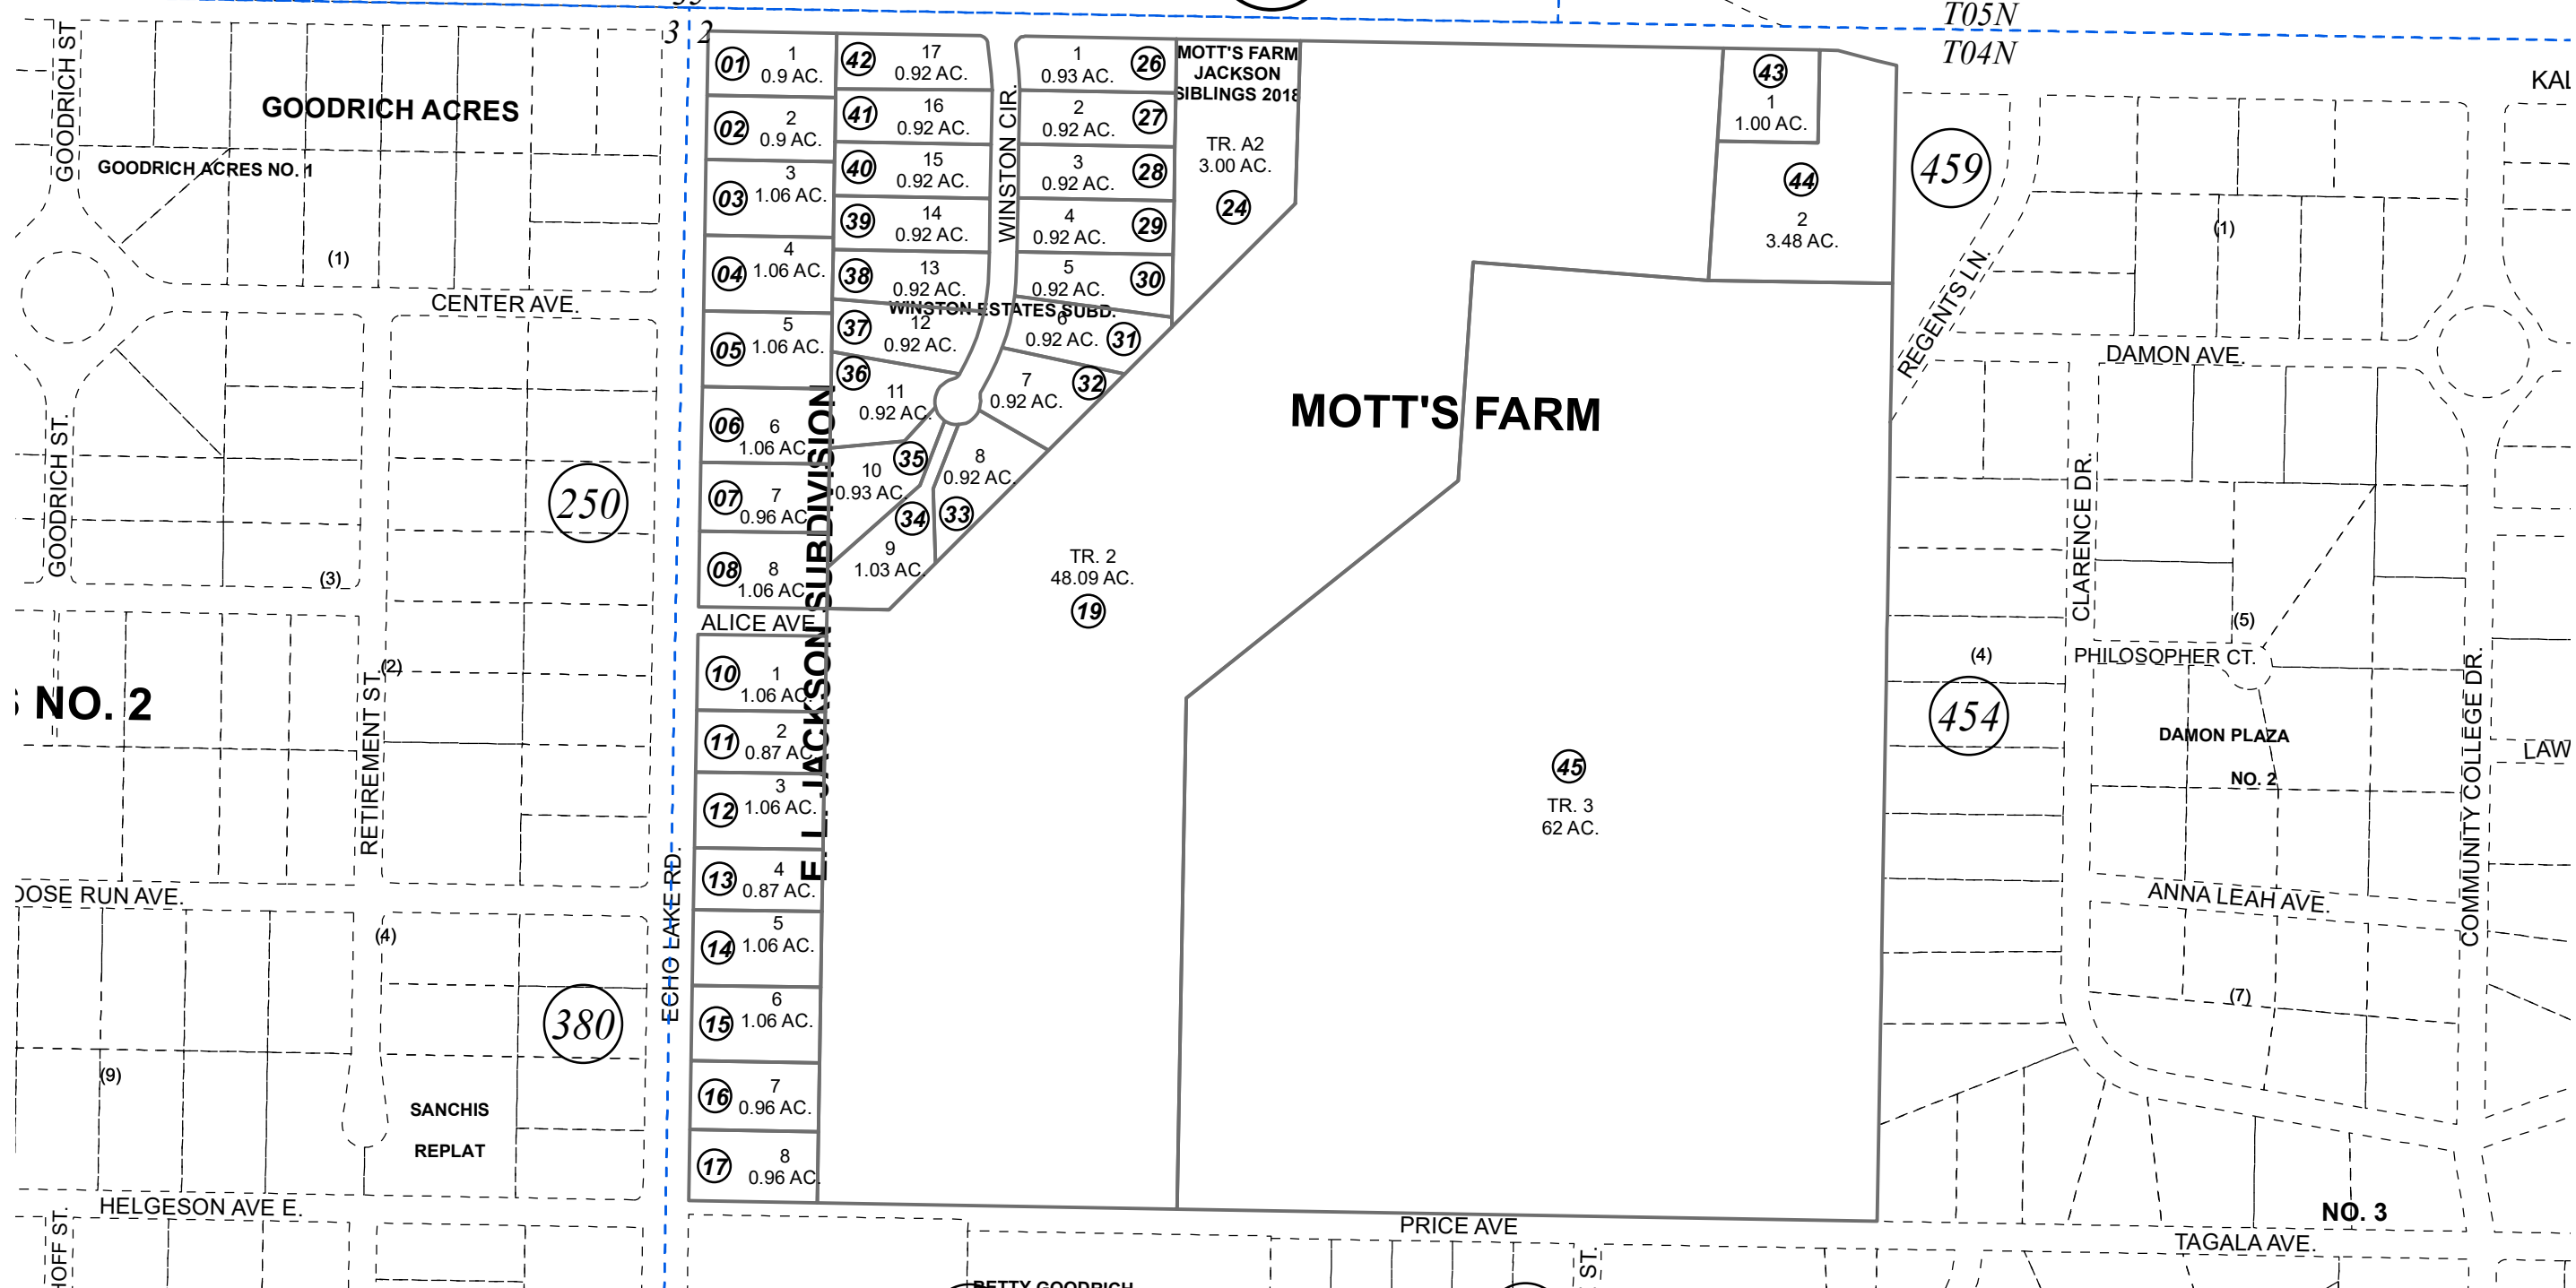 3 2
T05N
T04N
GOODRICH ST
GOODRICH ACRES
GOODRICH ACRES NO. 1
(1)
CENTER AVE.
GOODRICH ST.
250
(3)
(2)
NO. 2
RETIREMENT ST.
OOSE RUN AVE.
(4)
380
(9)
SANCHIS
REPLAT
HELGESON AVE E.
HOFF ST.
ECHO LAKE RD.
01
1
0.9 AC.
02
2
0.9 AC.
03
3
1.06 AC.
04
4
1.06 AC.
05
5
1.06 AC.
06
6
1.06 AC.
07
7
0.96 AC
08
8
1.06 AC
ALICE AVE
E. L. JACKSON SUBDIVISION
10
1
1.06 AC
11
2
0.87 AC
12
3
1.06 AC.
13
4
0.87 AC.
14
5
1.06 AC.
15
6
1.06 AC.
16
7
0.96 AC.
17
8
0.96 AC.
42
17
0.92 AC.
41
16
0.92 AC.
40
15
0.92 AC.
39
14
0.92 AC.
38
13
0.92 AC.
WINSTON ESTATES SUBD.
37
12
0.92 AC.
36
11
0.92 AC.
35
10
0.93 AC.
34
9
1.03 AC.
WINSTON CIR.
1
0.93 AC.
26
2
0.92 AC.
27
3
0.92 AC.
28
4
0.92 AC.
29
5
0.92 AC.
30
6
0.92 AC.
31
7
0.92 AC.
32
8
0.92 AC.
33
MOTT'S FARM
JACKSON
SIBLINGS 2018
TR. A2
3.00 AC.
24
MOTT'S FARM
TR. 2
48.09 AC.
19
43
1
1.00 AC.
44
2
3.48 AC.
45
TR. 3
62 AC.
PRICE AVE
BETTY GOODRICH
ST.
459
REGENTS LN.
(1)
KAL
DAMON AVE.
CLARENCE DR.
(5)
(4)
PHILOSOPHER CT.
454
DAMON PLAZA
NO. 2
COMMUNITY COLLEGE DR.
LAW
ANNA LEAH AVE.
(7)
NO. 3
TAGALA AVE.